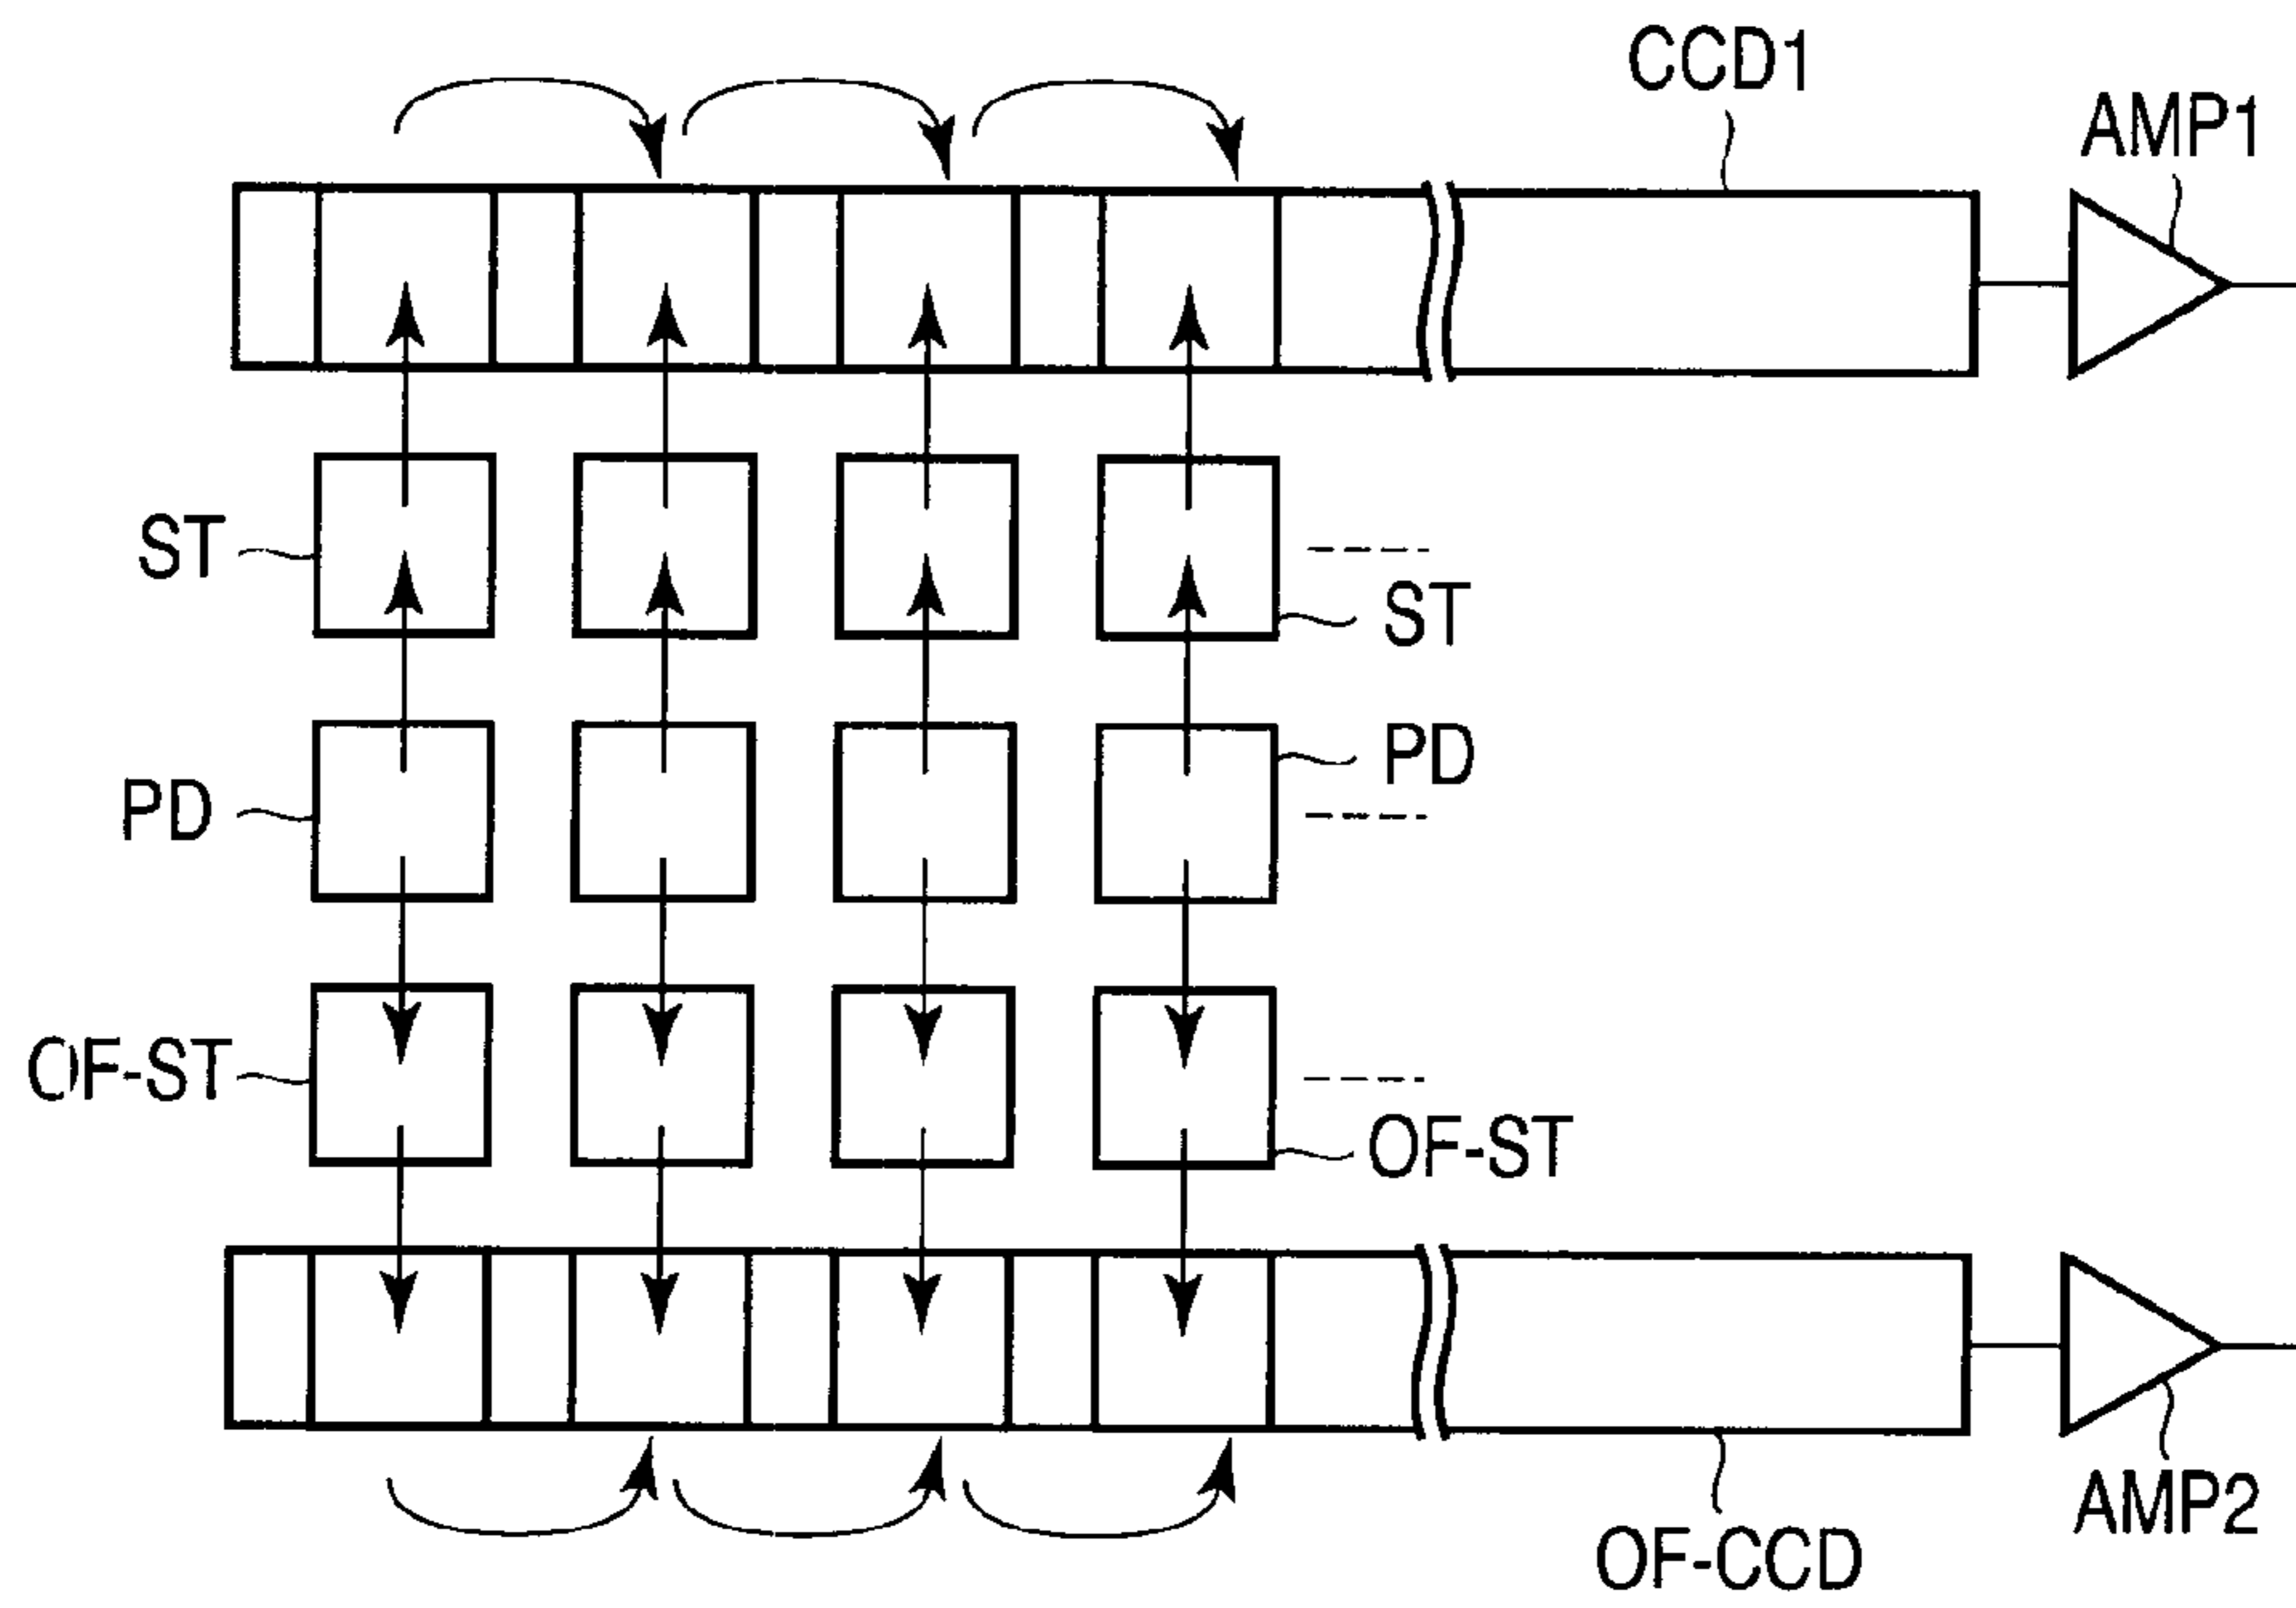 CCD1
AMP1
ST
ST
PD
PD
OF-ST
OF-ST
AMP2
OF-CCD